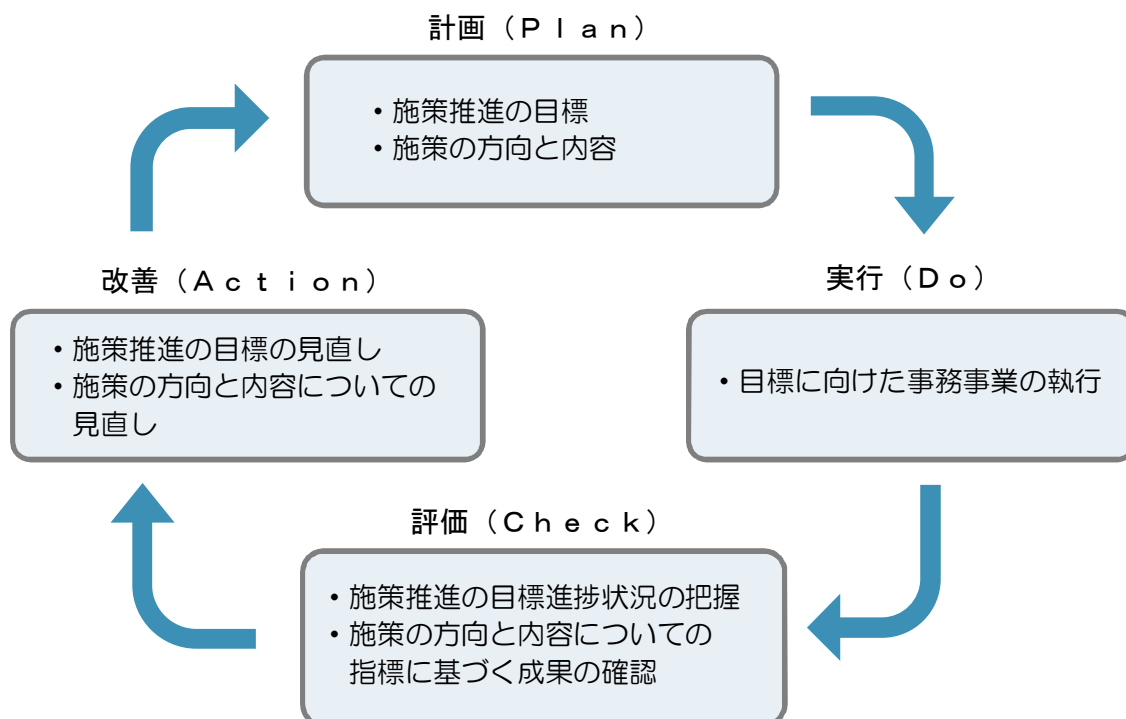 計画（Ｐｌａｎ）
・施策推進の目標
・施策の方向と内容
改善（Ａｃｔｉｏｎ）
・施策推進の目標の見直し
・施策の方向と内容についての
見直し
実行（Ｄｏ）
・目標に向けた事務事業の執行
評価（Ｃｈｅｃｋ）
・施策推進の目標進捗状況の把握
・施策の方向と内容についての
指標に基づく成果の確認